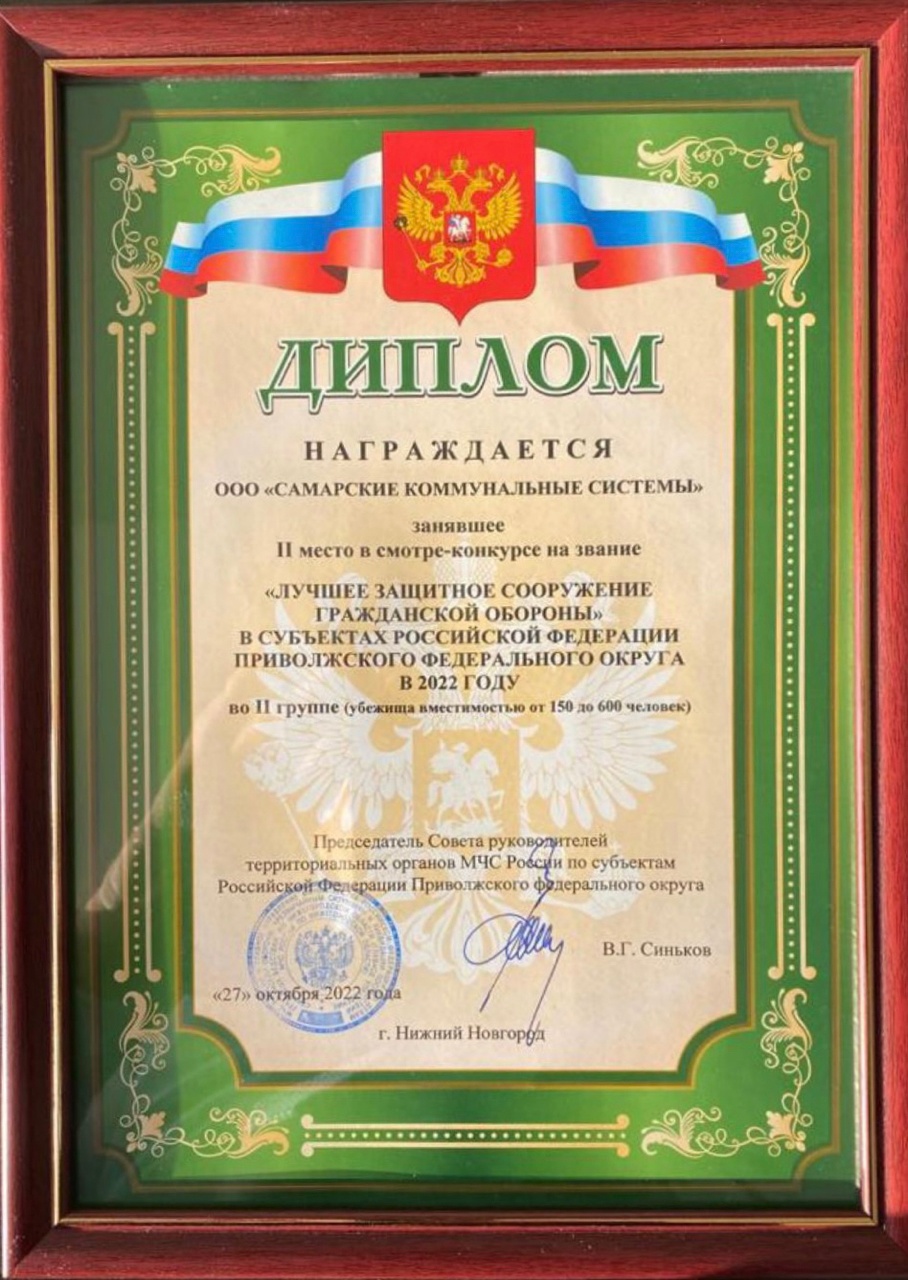 ДИПЛОМ
НАГРАЖДАЕТСЯ
ООО «САМАРСКИЕ КОММУНАЛЬНЫЕ СИСТЕМЫ»
занявшее
II место в смотре-конкурсе на звание
«ЛУЧШЕЕ ЗАЩИТНОЕ СООРУЖЕНИЕ
ГРАЖДАНСКОЙ ОБОРОНЫ»
В СУБЪЕКТАХ РОССИЙСКОЙ ФЕДЕРАЦИИ
ПРИВОЛЖСКОГО ФЕДЕРАЛЬНОГО ОКРУГА
В 2022 ГОДУ
во II группе (убежища вместимостью от 150 до 600 человек)
Председатель Совета руководителей
территориальных органов МЧС России по субъектам
Российской Федерации Приволжского федерального округа
В.Г. Синьков
«27» октября 2022 года
г. Нижний Новгород